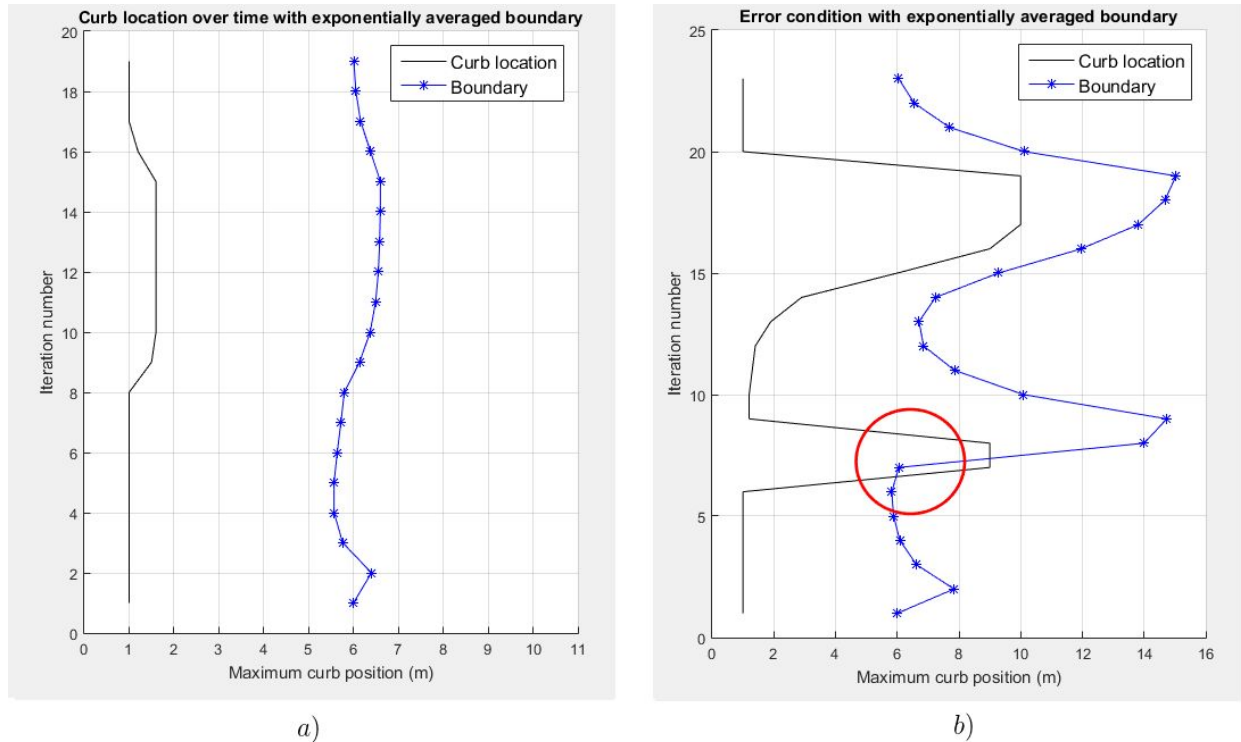 Curb location over time with exponentially averaged boundary
20
18
16
14
12
10
8
6
4
2
0
Iteration number
Curb location
Boundary
0 1 2 3 4 5 6 7 8 9 10 11
Maximum curb position (m)
a)
Error condition with exponentially averaged boundary
25
20
15
10
5
0
Iteration number
Curb location
Boundary
0 2 4 6 8 10 12 14 16
Maximum curb position (m)
b)